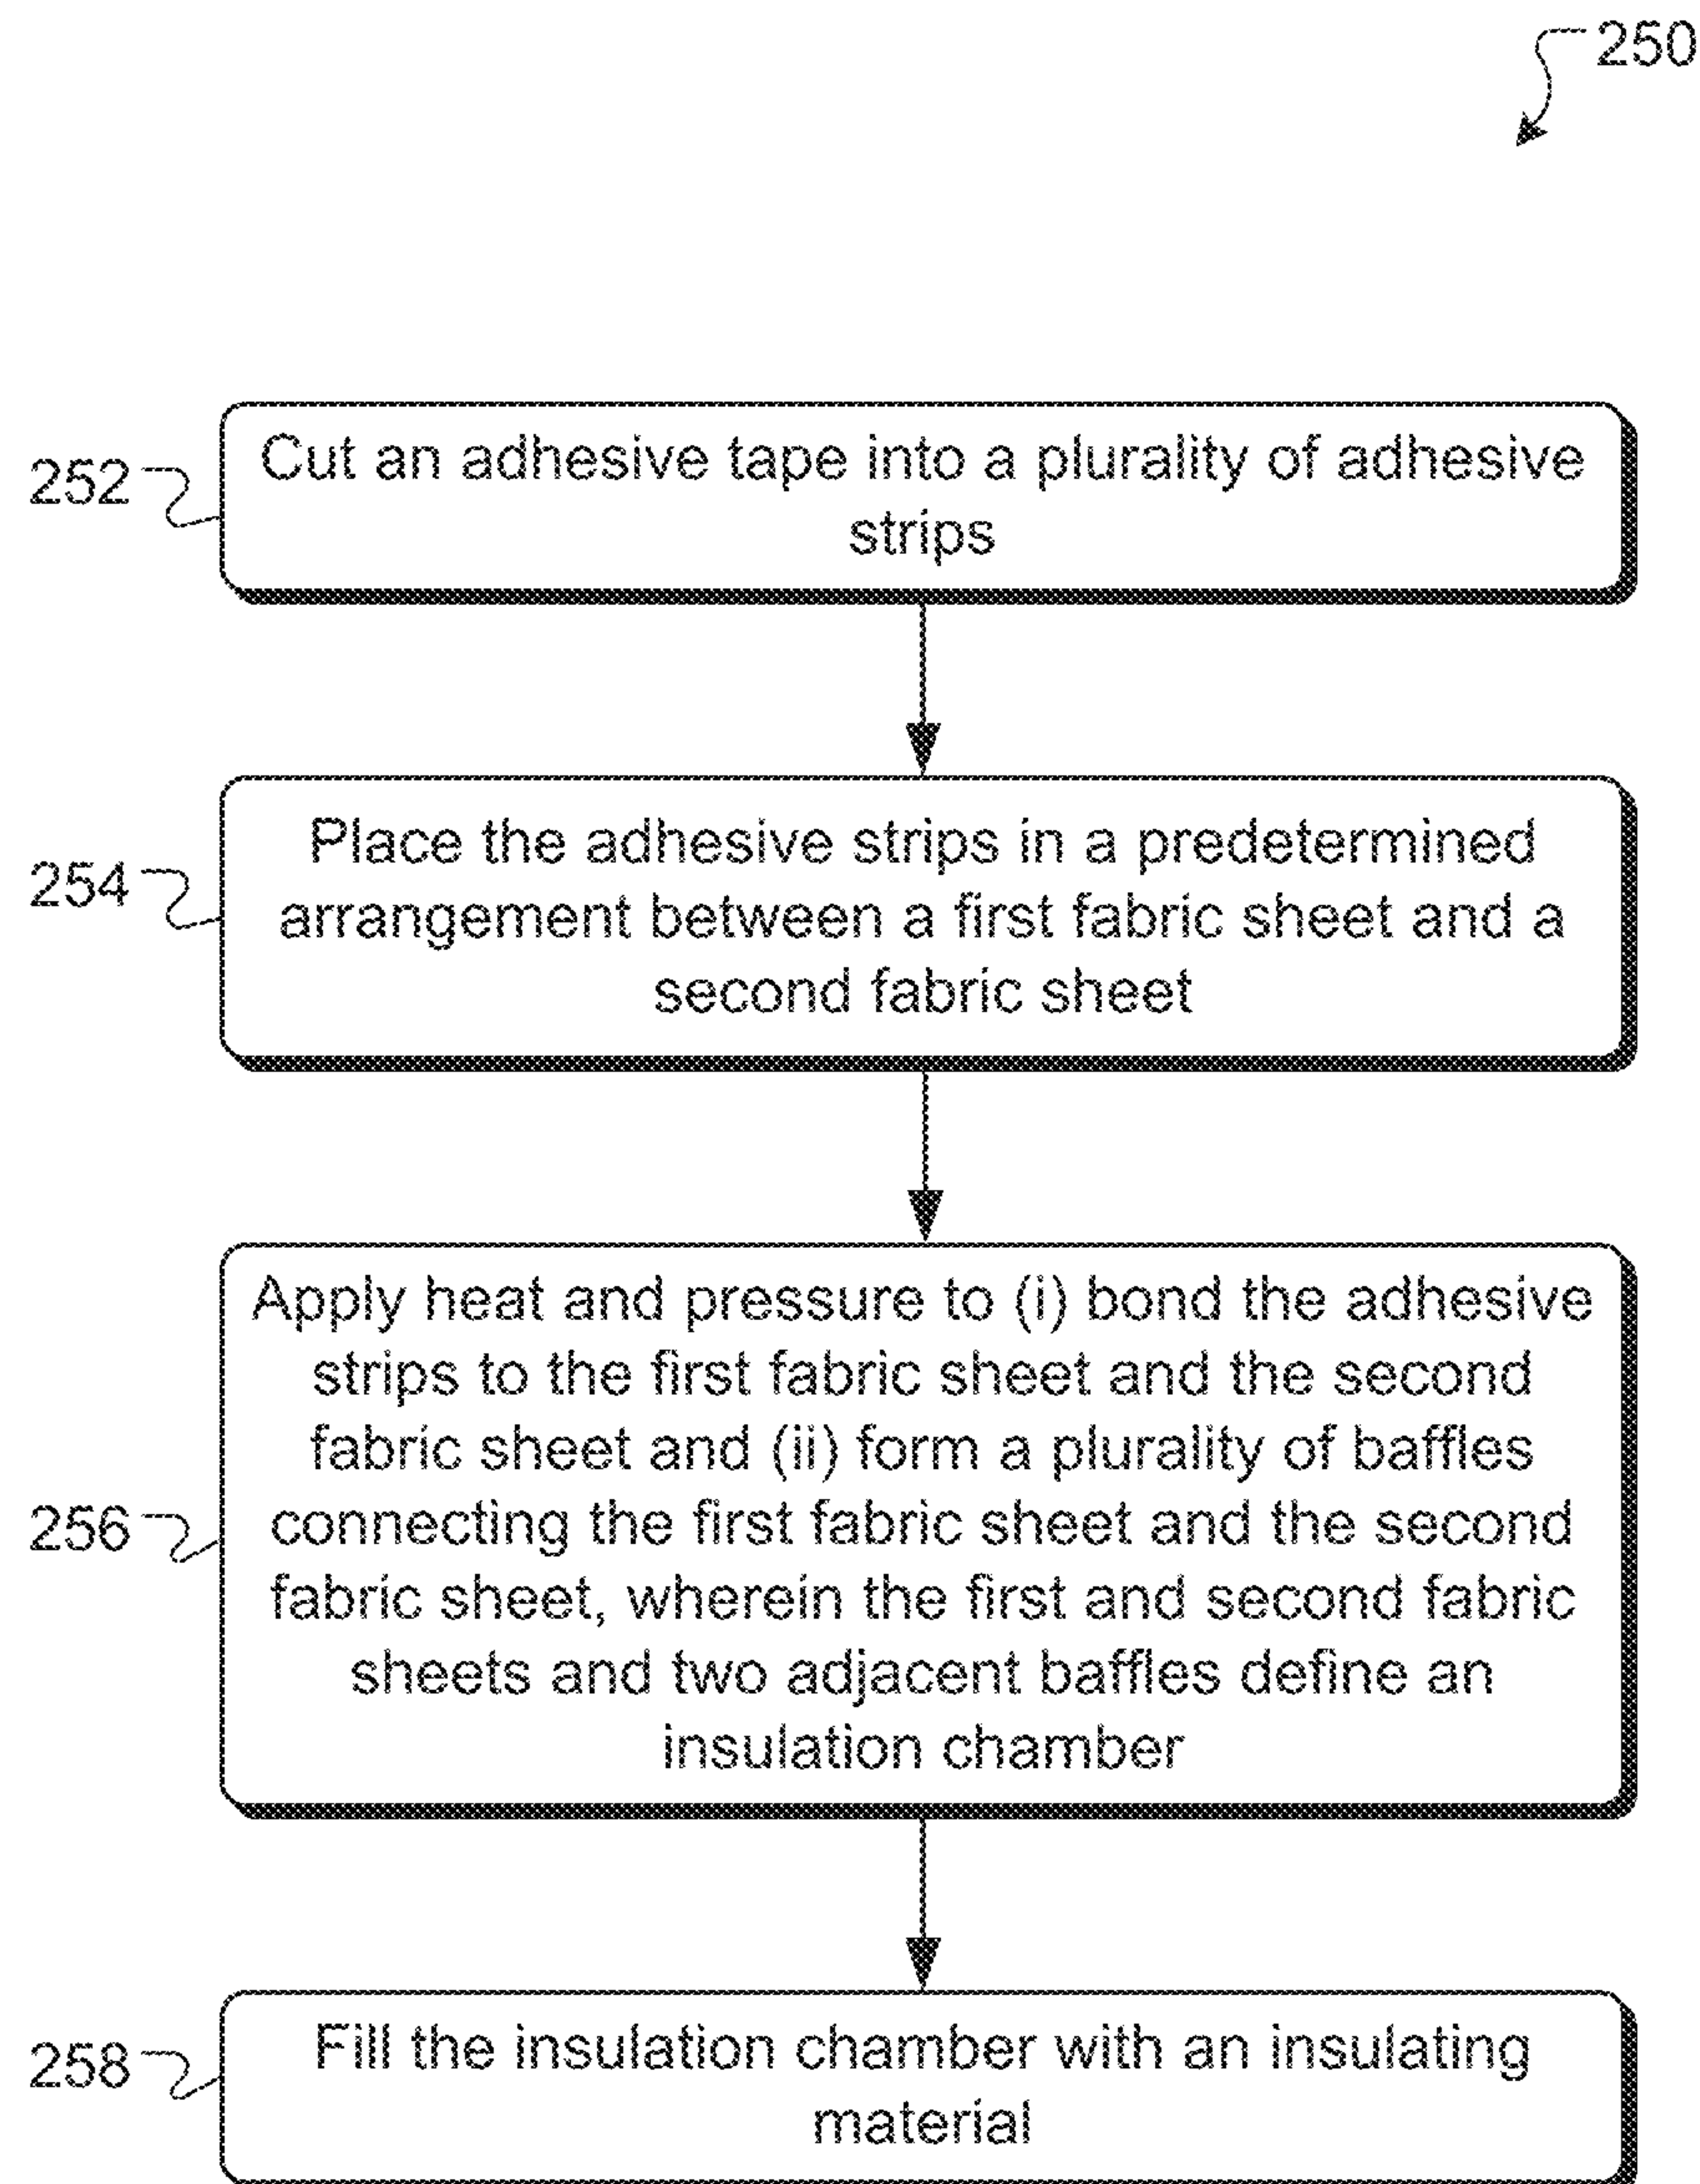 250
252
Cut an adhesive tape into a plurality of adhesive
strips
254
Place the adhesive strips in a predetermined
arrangement between a first fabric sheet and a
second fabric sheet
256
Apply heat and pressure to (i) bond the adhesive
strips to the first fabric sheet and the second
fabric sheet and (ii) form a plurality of baffles
connecting the first fabric sheet and the second
fabric sheet, wherein the first and second fabric
sheets and two adjacent baffles define an
insulation chamber
258
Fill the insulation chamber with an insulating
material